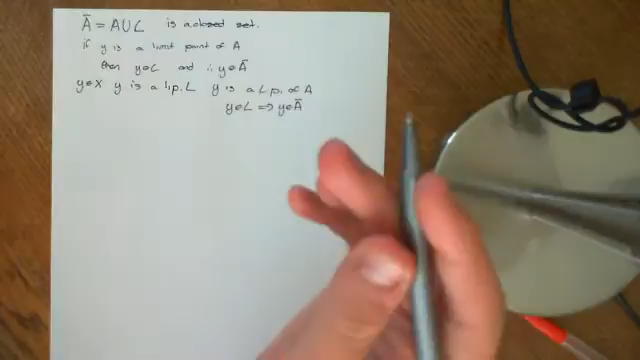 Ā = A∪L is a closed set.
if y is a limit point of A
then y∈L and ∴ y∈Ā
y∈X y is a l.p. L y is a L.p. of A
y∈L ⇒ y∈Ā